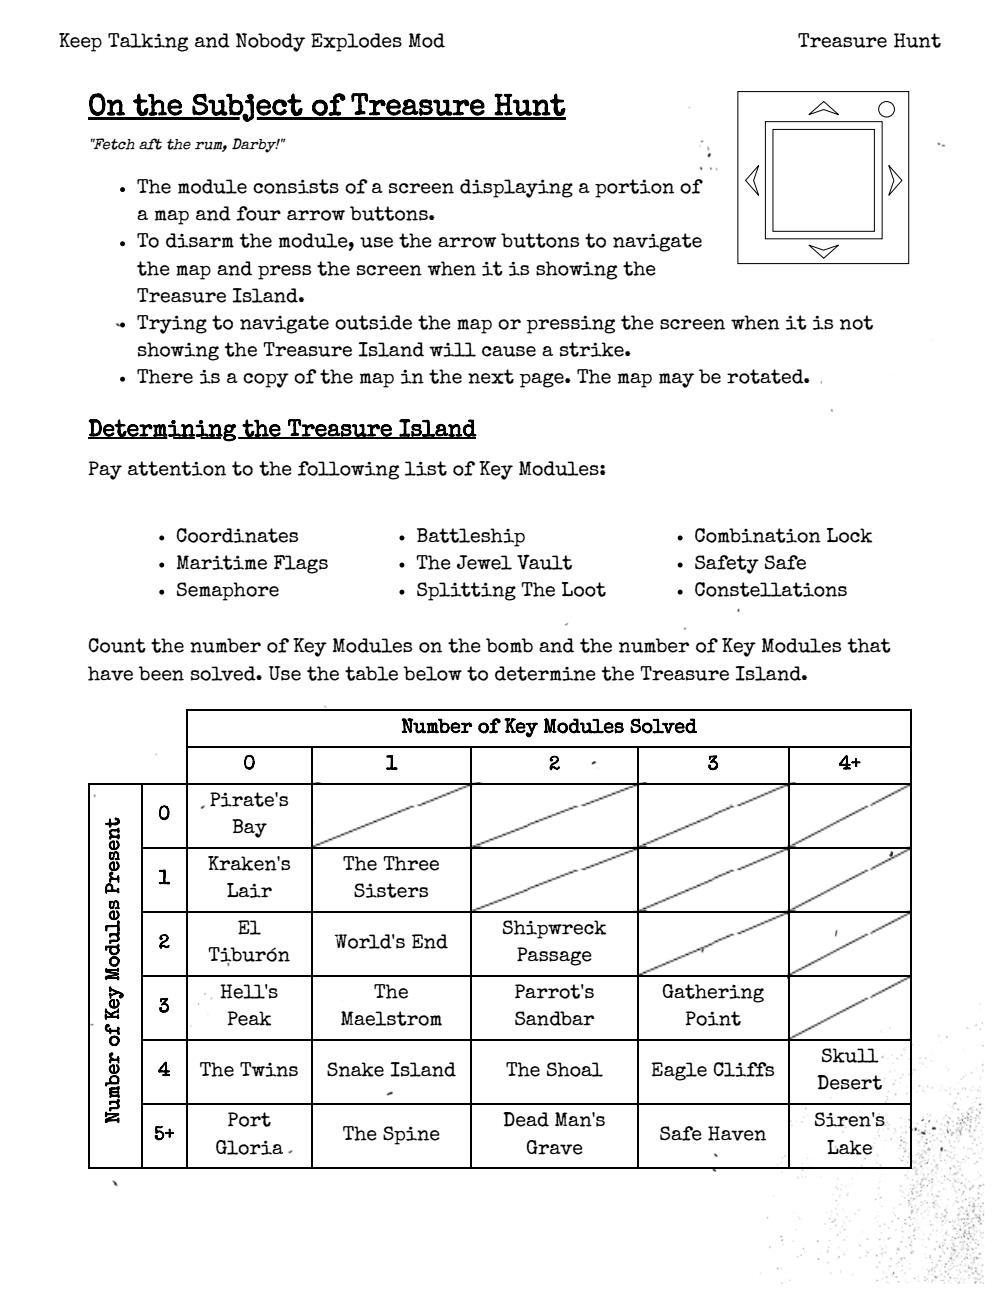 Keep Talking and Nobody Explodes Mod
Treasure Hunt
On the Subject of Treasure Hunt
"Fetch aft the rum, Darby!"
• The module consists of a screen displaying a portion of
a map and four arrow buttons.
• To disarm the module, use the arrow buttons to navigate
the map and press the screen when it is showing the
Treasure Island.
• Trying to navigate outside the map or pressing the screen when it is not
showing the Treasure Island will cause a strike.
• There is a copy of the map in the next page. The map may be rotated.
Determining the Treasure Island
Pay attention to the following list of Key Modules:
• Coordinates
• Maritime Flags
• Semaphore
• Battleship
• The Jewel Vault
• Splitting The Loot
• Combination Lock
• Safety Safe
• Constellations
Count the number of Key Modules on the bomb and the number of Key Modules that
have been solved. Use the table below to determine the Treasure Island.
Number of Key Modules Solved
0 1 2 3 4+
Number of Key Modules Present
0
Pirate's
Bay
1
Kraken's
Lair
The Three
Sisters
2
El
Tiburón
World's End
Shipwreck
Passage
3
Hell's
Peak
The
Maelstrom
Parrot's
Sandbar
Gathering
Point
4
The Twins
Snake Island
The Shoal
Eagle Cliffs
Skull
Desert
5+
Port
Gloria
The Spine
Dead Man's
Grave
Safe Haven
Siren's
Lake